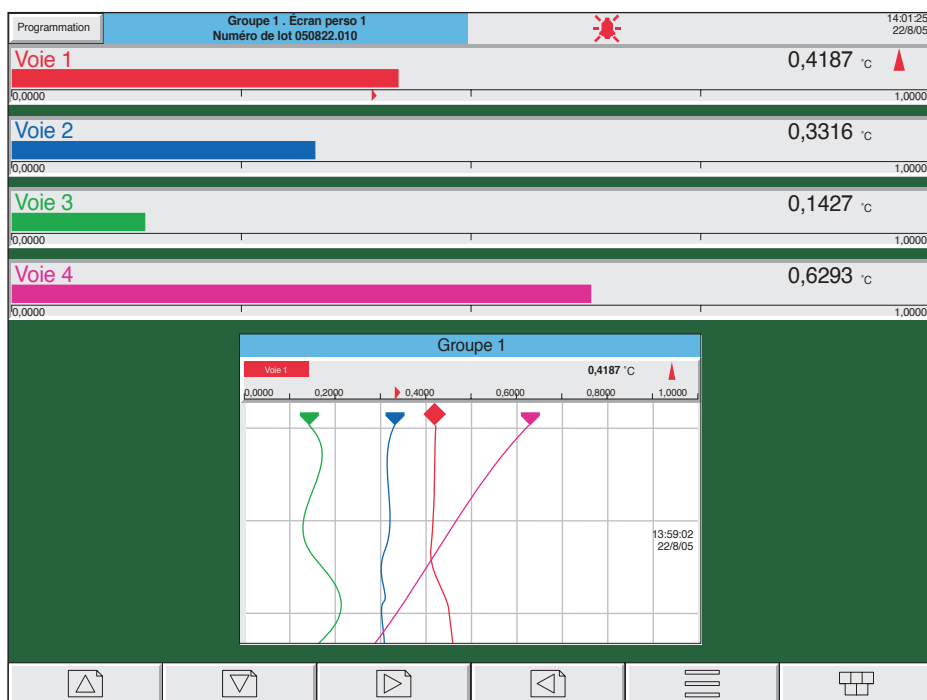 Programmation
Groupe 1 . Écran perso 1
Numéro de lot 050822.010
14:01:25
22/8/05
Voie 1
0,4187 °C
0,0000 1,0000
Voie 2
0,3316 °C
0,0000 1,0000
Voie 3
0,1427 °C
0,0000 1,0000
Voie 4
0,6293 °C
0,0000 1,0000
Groupe 1
Voie 1 0,4187 °C
0,0000 0,2000 0,4000 0,6000 0,8000 1,0000
13:59:02
22/8/05